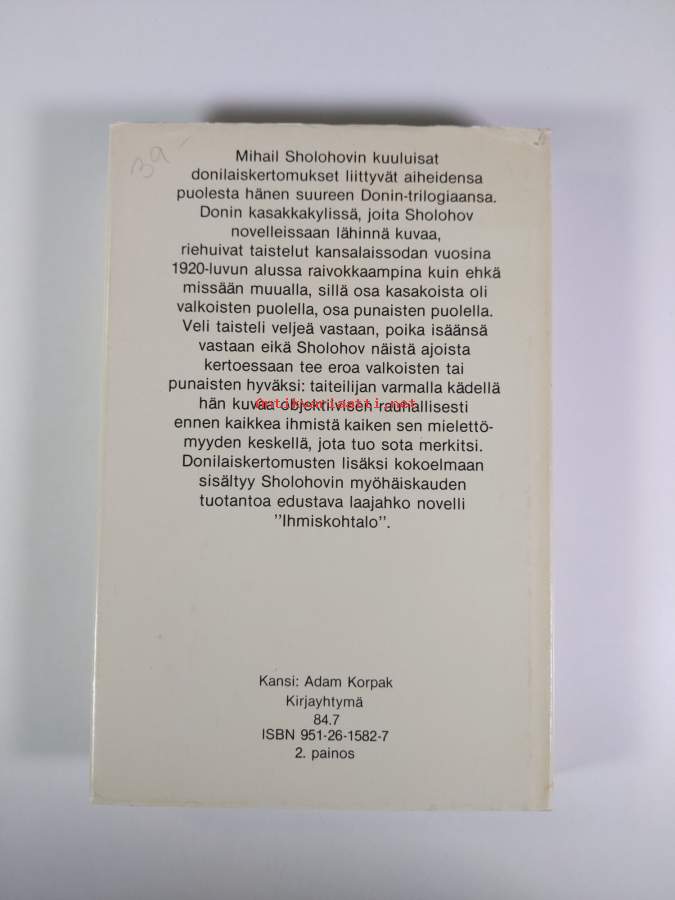 39-
Mihail Sholohovin kuuluisat
donilaiskertomukset liittyvät aiheidensa
puolesta hänen suureen Donin-trilogiaansa.
Donin kasakkakylissä, joita Sholohov
novelleissaan lähinnä kuvaa,
riehuivat taistelut kansalaissodan vuosina
1920-luvun alussa raivokkaampina kuin ehkä
missään muualla, sillä osa kasakoista oli
valkoisten puolella, osa punaisten puolella.
Veli taisteli veljeä vastaan, poika isäänsä
vastaan eikä Sholohov näistä ajoista
kertoessaan tee eroa valkoisten tai
punaisten hyväksi: taiteilijan varmalla kädellä
hän kuvaa objektiivisen rauhallisesti
antikvariaatti.net
ennen kaikkea ihmistä kaiken sen mielettö-
myyden keskellä, jota tuo sota merkitsi.
Donilaiskertomusten lisäksi kokoelmaan
sisältyy Sholohovin myöhäiskauden
tuotantoa edustava laajahko novelli
''Ihmiskohtalo''.
Kansi: Adam Korpak
Kirjayhtymä
84.7
ISBN 951-26-1582-7
2. painos